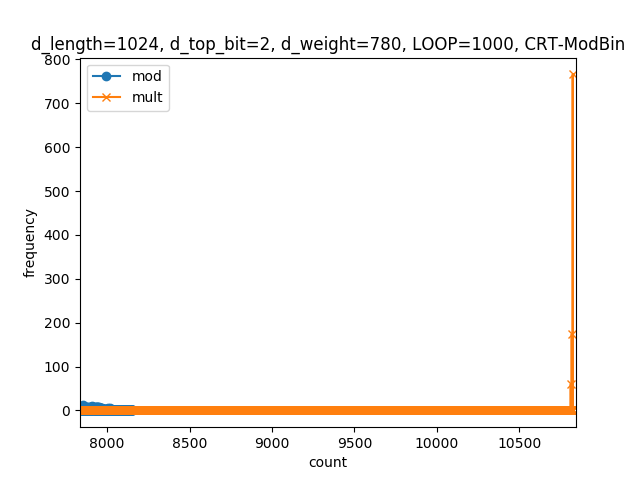 d_length=1024, d_top_bit=2, d_weight=780, LOOP=1000, CRT-ModBin
mod
mult
800
700
600
500
400
300
200
100
0
frequency
8000 8500 9000 9500 10000 10500
count